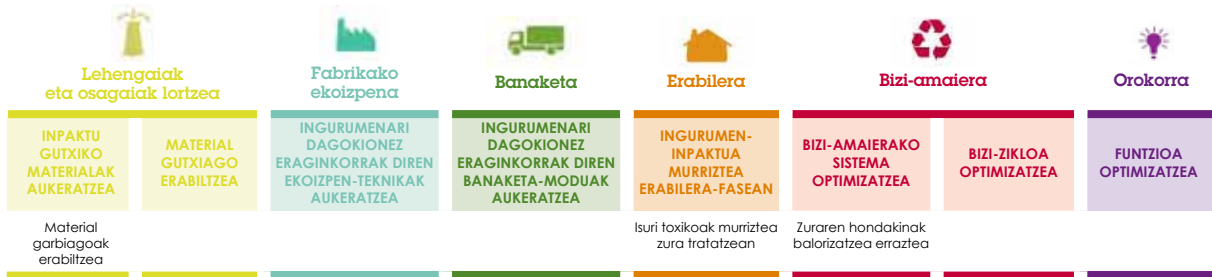 Lehengaiak
eta osagaiak lortzea
Fabrikako
ekoizpena
Banaketa
Erabilera
Bizi-amaiera
Orokorra
INPAKTU
GUTXIKO
MATERIALAK
AUKERATZEA
MATERIAL
GUTXIAGO
ERABILTZEA
INGURUMENARI
DAGOKIONEZ
ERAGINKORRAK DIREN
EKOIZPEN-TEKNIKAK
AUKERATZEA
INGURUMENARI
DAGOKIONEZ
ERAGINKORRAK DIREN
BANAKETA-MODUAK
AUKERATZEA
INGURUMEN-
INPAKTUA
MURRIZTEA
ERABILERA-FASEAN
BIZI-AMAIERAKO
SISTEMA
OPTIMIZATZEA
BIZI-ZIKLOA
OPTIMIZATZEA
FUNTZIOA
OPTIMIZATZEA
Material
garbiagoak
erabiltzea
Isuri toxikoak murriztea
zura tratatzean
Zuraren hondakinak
balorizatzea erraztea